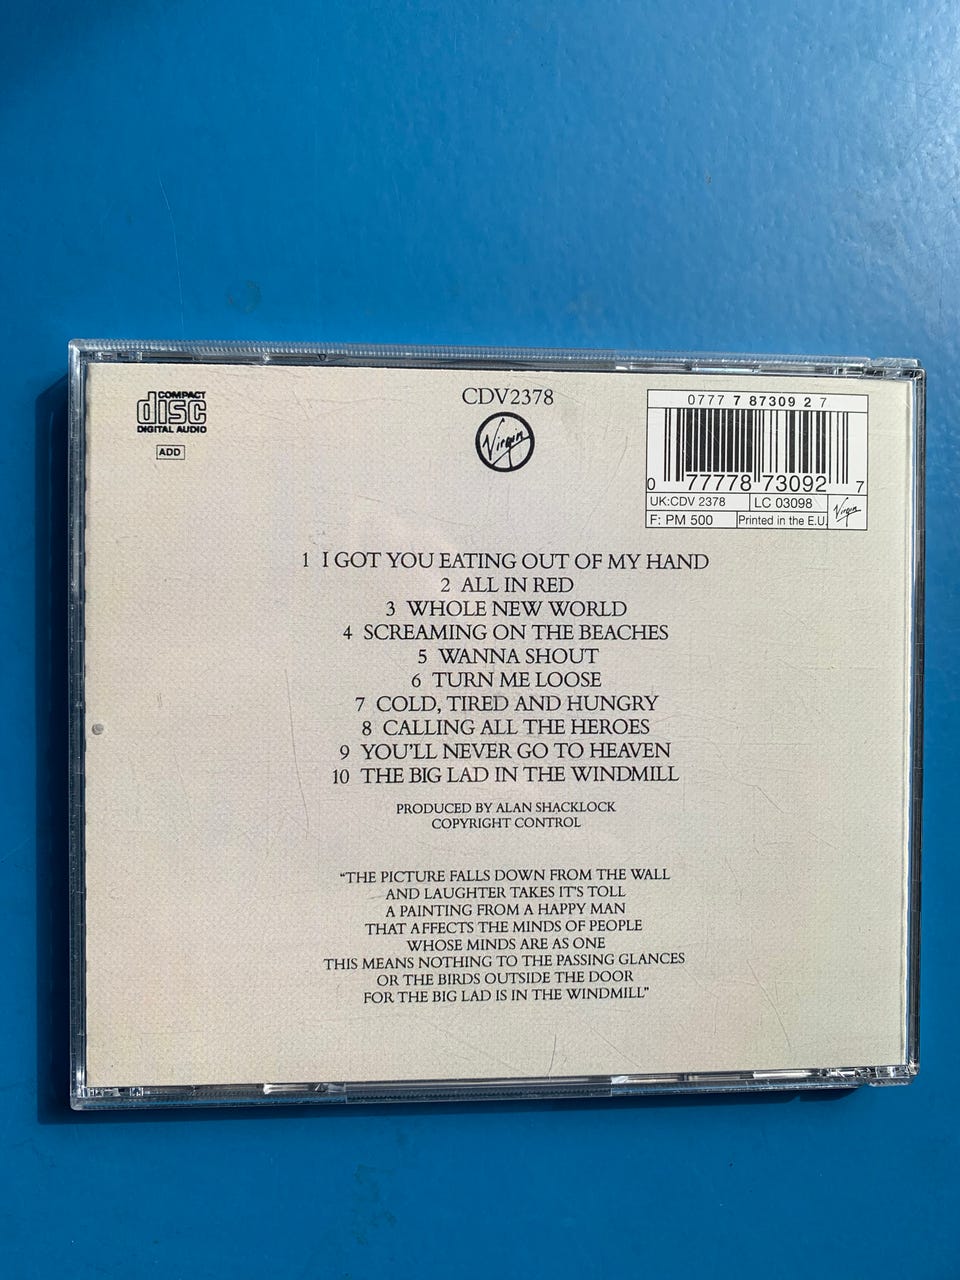 COMPACT
disc
DIGITAL AUDIO
ADD
CDV2378
Virgin
0777 7 87309 2 7
0 77778 73092 7
UK:CDV 2378
LC 03098
F: PM 500
Printed in the E.U.
Virgin
1 I GOT YOU EATING OUT OF MY HAND
2 ALL IN RED
3 WHOLE NEW WORLD
4 SCREAMING ON THE BEACHES
5 WANNA SHOUT
6 TURN ME LOOSE
7 COLD, TIRED AND HUNGRY
8 CALLING ALL THE HEROES
9 YOU'LL NEVER GO TO HEAVEN
10 THE BIG LAD IN THE WINDMILL
PRODUCED BY ALAN SHACKLOCK
COPYRIGHT CONTROL
“THE PICTURE FALLS DOWN FROM THE WALL
AND LAUGHTER TAKES IT'S TOLL
A PAINTING FROM A HAPPY MAN
THAT AFFECTS THE MINDS OF PEOPLE
WHOSE MINDS ARE AS ONE
THIS MEANS NOTHING TO THE PASSING GLANCES
OR THE BIRDS OUTSIDE THE DOOR
FOR THE BIG LAD IS IN THE WINDMILL”